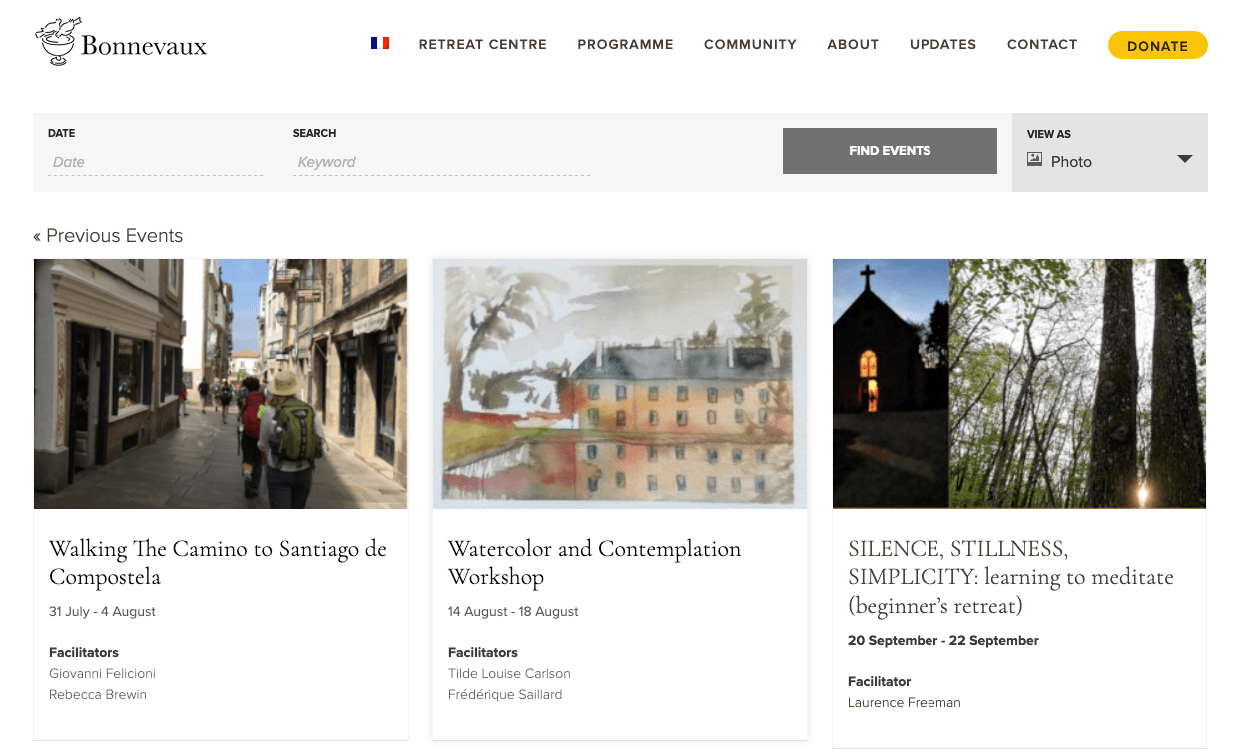 Bonnevaux
RETREAT CENTRE PROGRAMME COMMUNITY ABOUT UPDATES CONTACT DONATE
DATE
Date
SEARCH
Keyword
FIND EVENTS
VIEW AS
Photo
« Previous Events
Walking The Camino to Santiago de
Compostela
31 July - 4 August
Facilitators
Giovanni Felicioni
Rebecca Brewin
Watercolor and Contemplation
Workshop
14 August - 18 August
Facilitators
Tilde Louise Carlson
Frédérique Saillard
SILENCE, STILLNESS,
SIMPLICITY: learning to meditate
(beginner’s retreat)
20 September - 22 September
Facilitator
Laurence Freeman